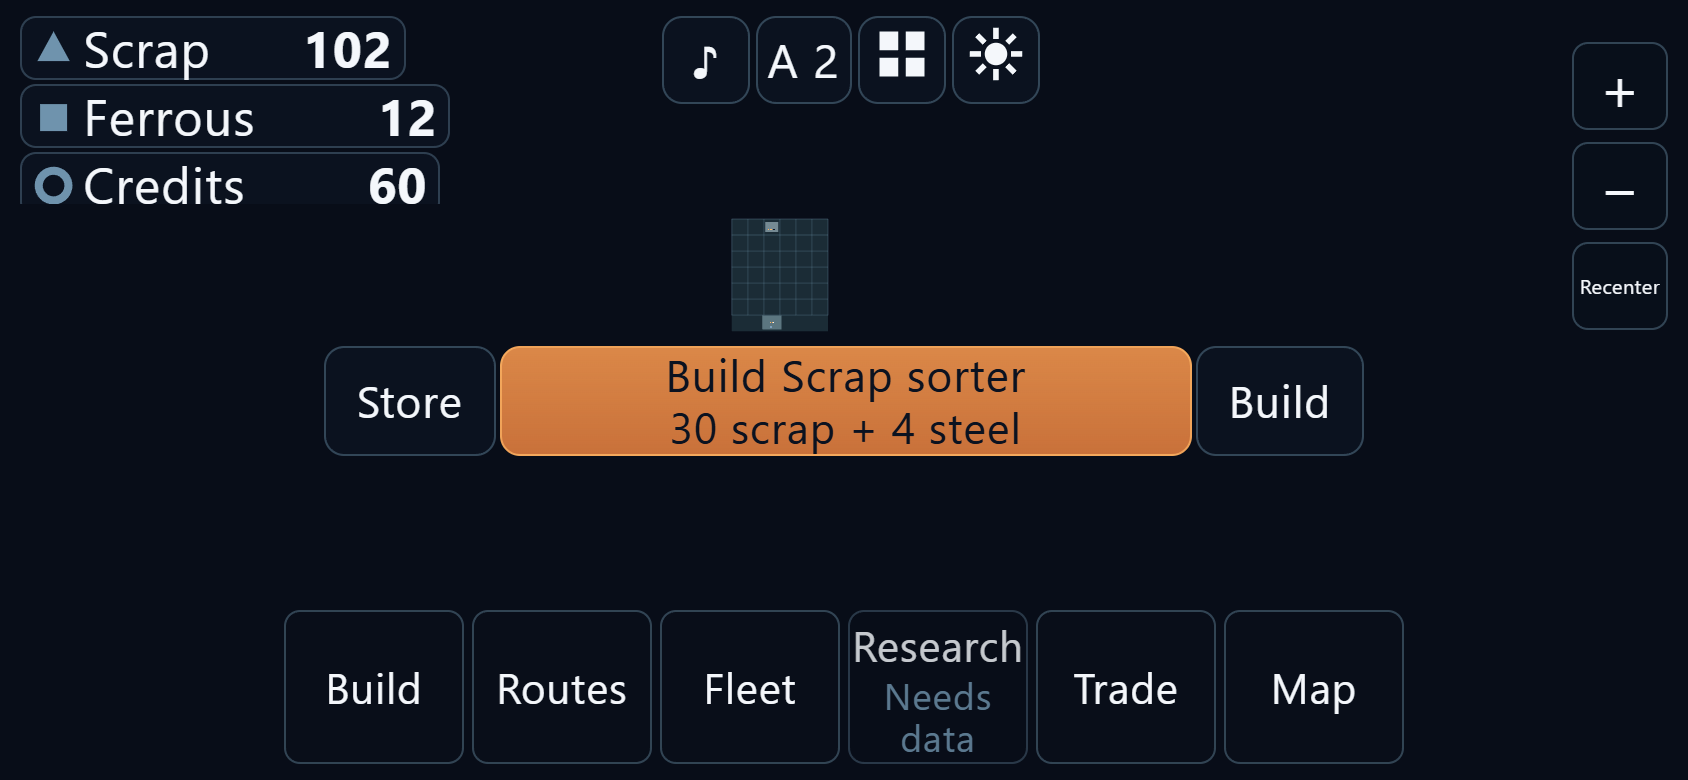 Scrap 102
Ferrous 12
Credits 60
♪
A 2
+
−
Recenter
Store
Build Scrap sorter
30 scrap + 4 steel
Build
Build
Routes
Fleet
Research
Needs
data
Trade
Map